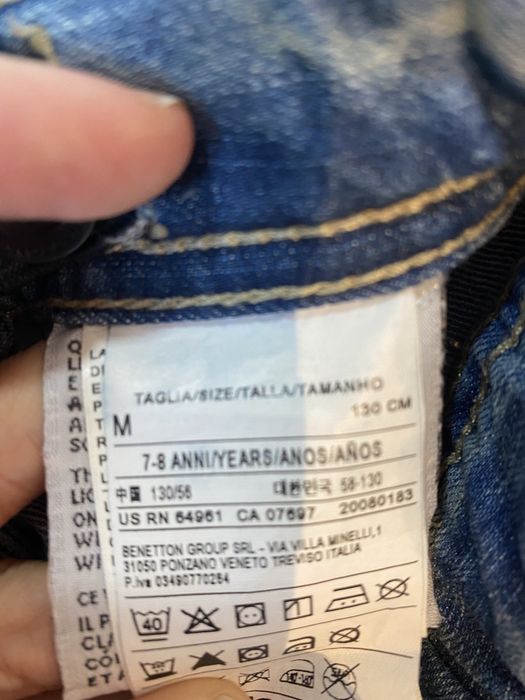 TAGLIA/SIZE/TALLA/TAMANHO
M 130 CM
7-8 ANNI/YEARS/ANOS/AÑOS
中国 130/56 대한민국 58-130
US RN 64961 CA 07697 20080183
BENETTON GROUP SRL - VIA VILLA MINELLI,1
31050 PONZANO VENETO TREVISO ITALIA
P.Iva 03490770264
40